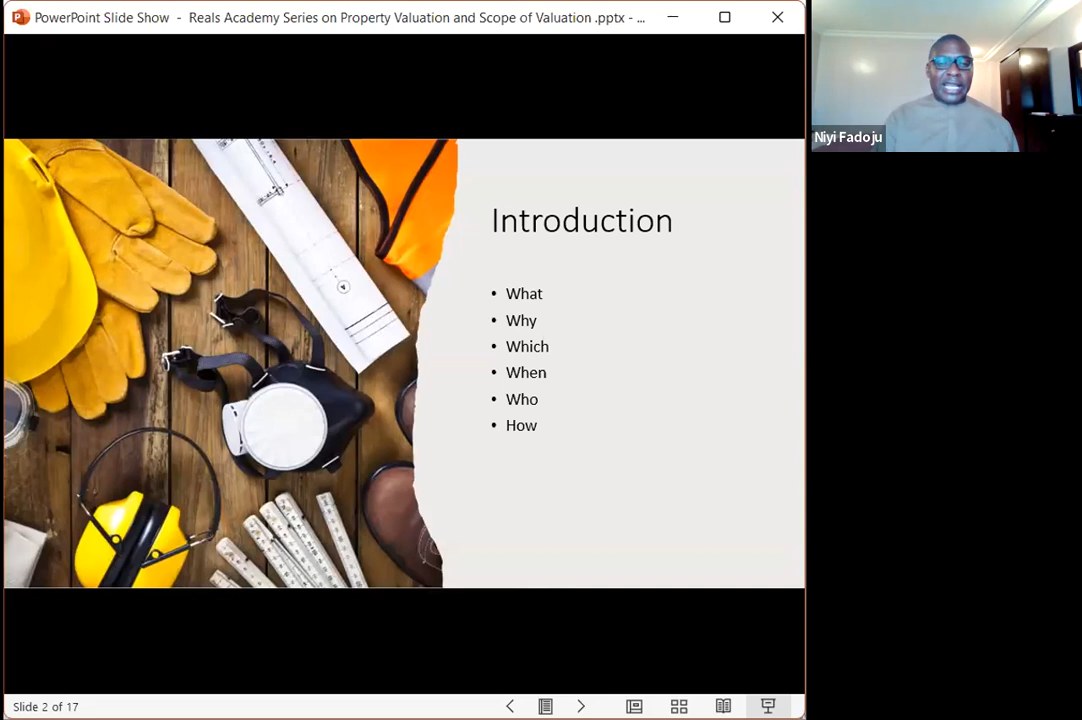 PowerPoint Slide Show - Reals Academy Series on Property Valuation and Scope of Valuation .pptx - ...
Niyi Fadoju
Introduction
• What
• Why
• Which
• When
• Who
• How
Slide 2 of 17